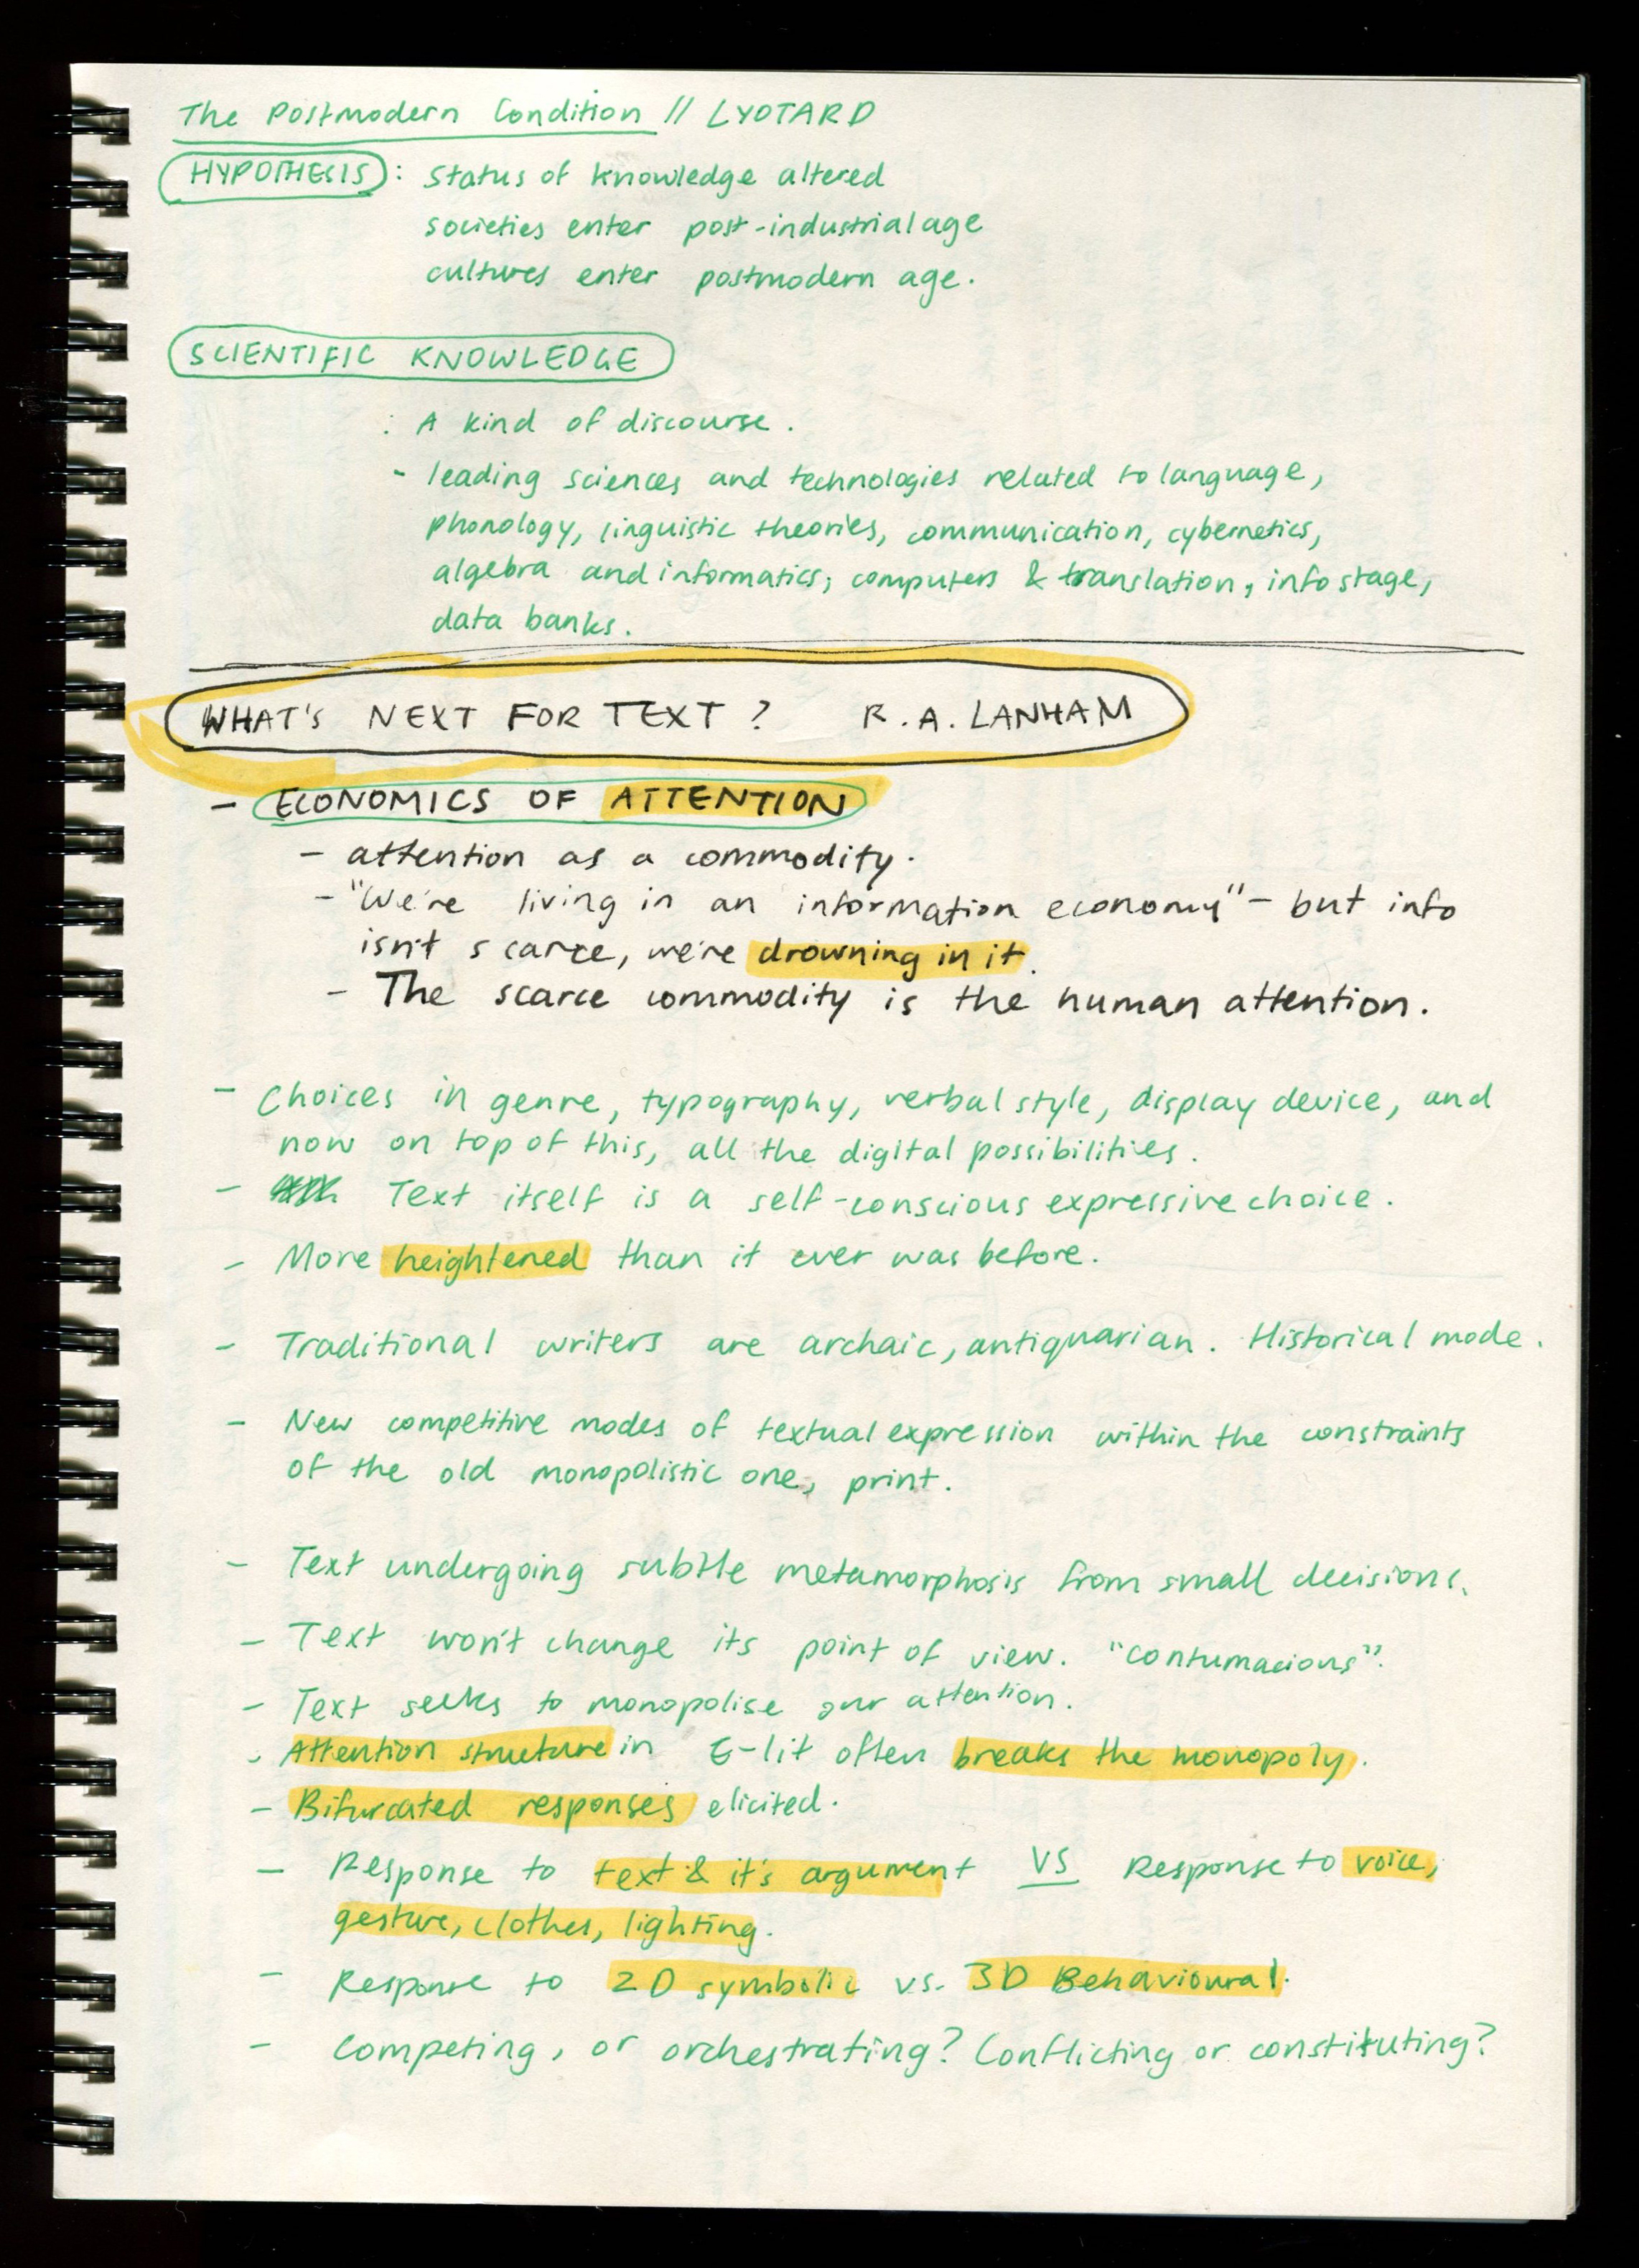 The Postmodern Condition // LYOTARD
HYPOTHESIS: Status of knowledge altered
societies enter post-industrial age
cultures enter postmodern age.
SCIENTIFIC KNOWLEDGE
: A kind of discourse.
- leading sciences and technologies related to language,
phonology, linguistic theories, communication, cybernetics,
algebra and informatics, computers & translation, info stage,
data banks.
WHAT'S NEXT FOR TEXT? R.A. LANHAM
- ECONOMICS OF ATTENTION
- attention as a commodity.
- "We're living in an information economy" - but info
isn't scarce, we're drowning in it.
- The scarce commodity is the human attention.
- Choices in genre, typography, verbal style, display device, and
now on top of this, all the digital possibilities.
- Text itself is a self-conscious expressive choice.
- More heightened than it ever was before.
- Traditional writers are archaic, antiquarian. Historical mode.
- New competitive modes of textual expression within the constraints
of the old monopolistic one, print.
- Text undergoing subtle metamorphosis from small decisions.
- Text won't change its point of view. "contumacious".
- Text seeks to monopolise our attention.
- Attention structure in E-lit often breaks the monopoly.
- Bifurcated responses elicited.
- Response to text & it's argument VS Response to voice,
gesture, clothes, lighting.
- Response to 2D symbolic vs. 3D Behavioural.
- Competing, or orchestrating? Conflicting or constituting?